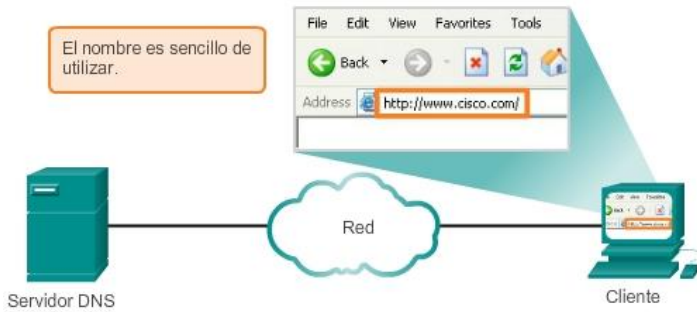 El nombre es sencillo de
utilizar.
File Edit View Favorites Tools
Back
Address http://www.cisco.com/
Red
Servidor DNS
Cliente